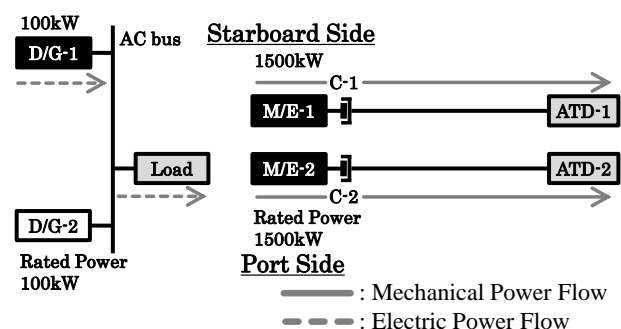 100kW
D/G-1
AC bus
Load
D/G-2
Rated Power
100kW
Starboard Side
1500kW
C-1
M/E-1
ATD-1
M/E-2
ATD-2
C-2
Rated Power
1500kW
Port Side
: Mechanical Power Flow
: Electric Power Flow